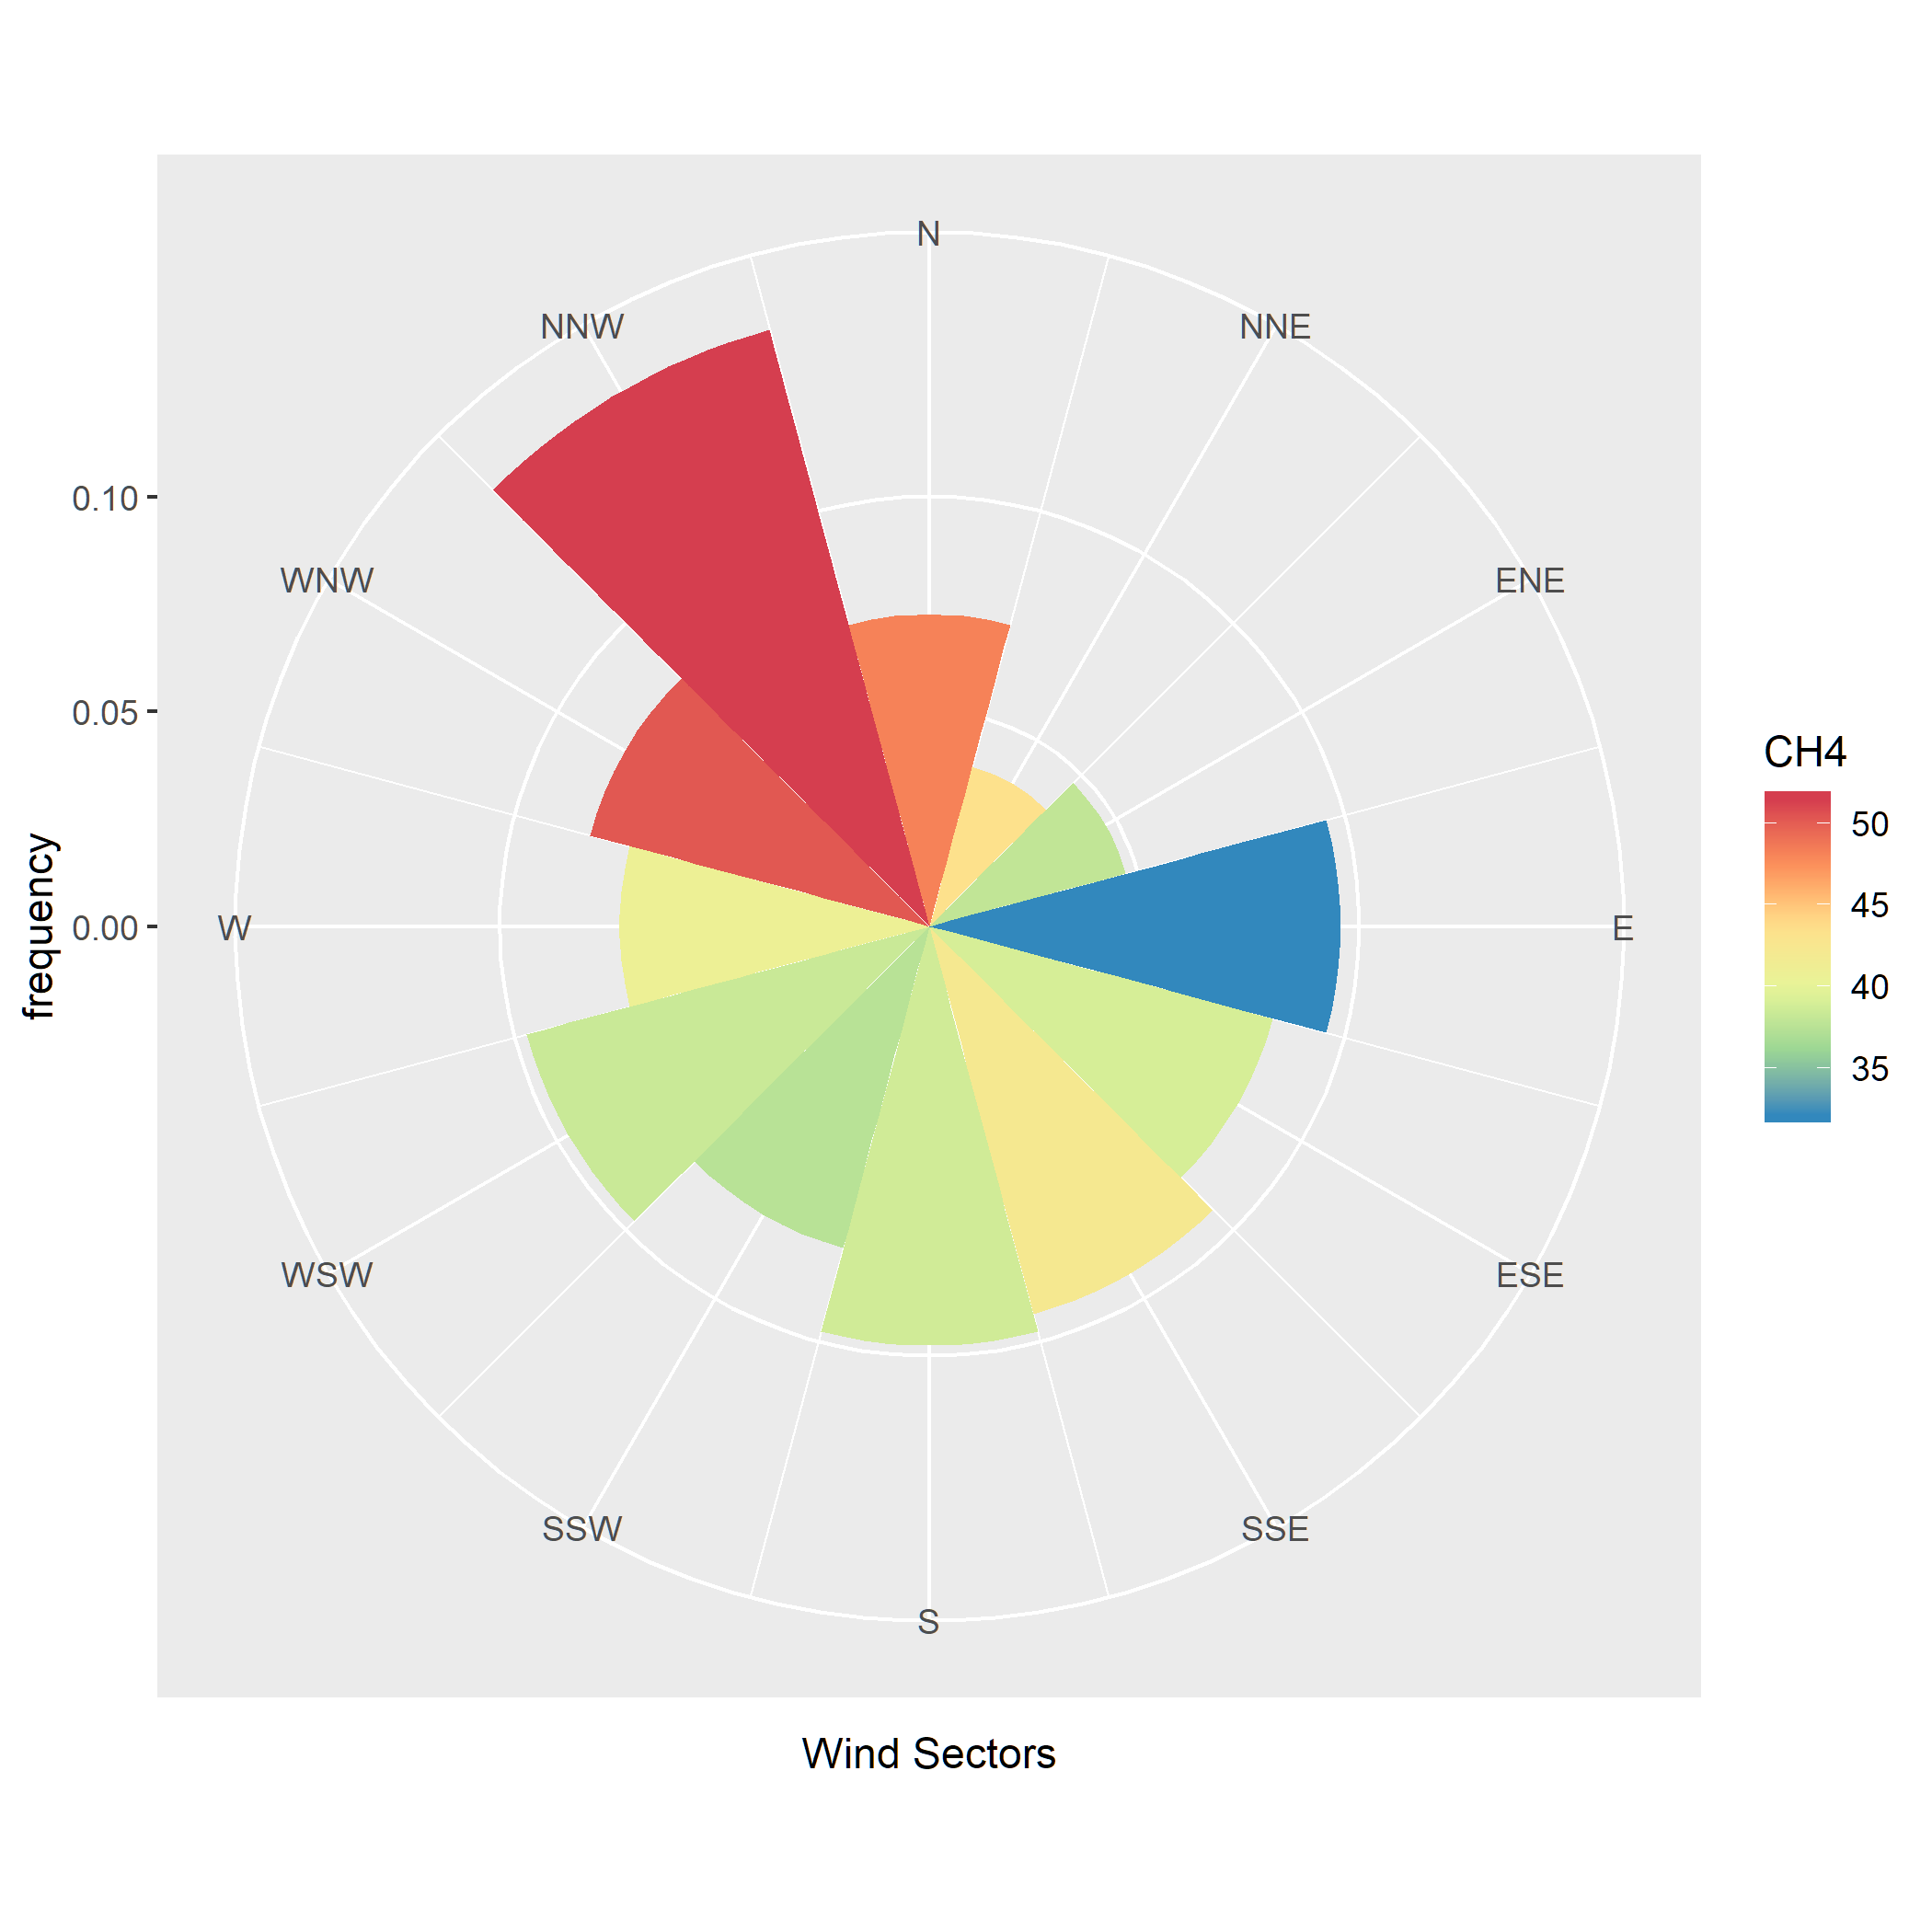 N
NNW
NNE
0.10
WNW
ENE
0.05
CH4
50
45
frequency
0.00
W
E
40
35
WSW
ESE
SSW
SSE
S
Wind Sectors